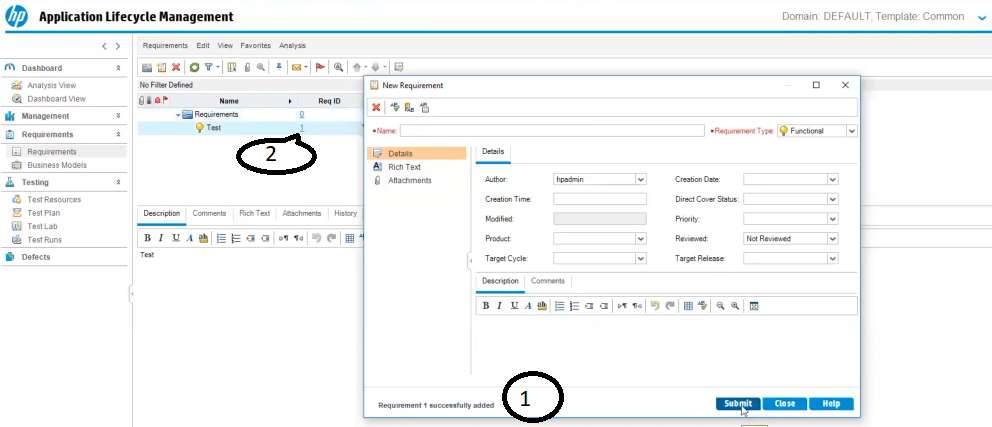 hp Application Lifecycle Management
Domain: DEFAULT, Template: Common
Dashboard
Analysis View
Dashboard View
Management
Requirements
Requirements
Business Models
Testing
Test Resources
Test Plan
Test Lab
Test Runs
Defects
Requirements Edit View Favorites Analysis
No Filter Defined
Name Req ID
Requirements 0
Test 1
2
Description Comments Rich Text Attachments History
B I U A ab
Test
New Requirement
Name:
Requirement Type: Functional
Details
Rich Text
Attachments
Details
Author: hpadmin Creation Date:
Creation Time: Direct Cover Status:
Modified: Priority:
Product: Reviewed: Not Reviewed
Target Cycle: Target Release:
Description Comments
B I U A ab
Requirement 1 successfully added
1
Submit Close Help